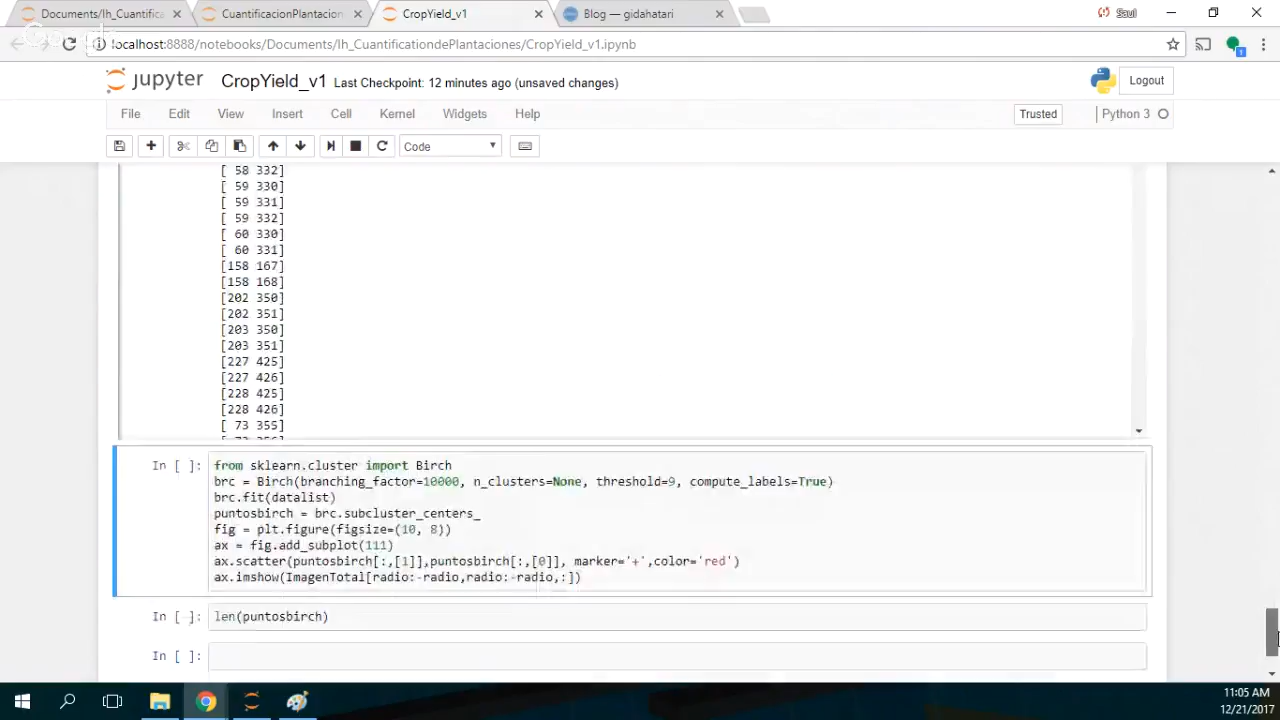 Documents/Ih_Cuantifica
CuantificacionPlantacion
CropYield_v1
Blog — gidahatari
Saul
localhost:8888/notebooks/Documents/Ih_CuantificaciondePlantaciones/CropYield_v1.ipynb
1
jupyter CropYield_v1 Last Checkpoint: 12 minutes ago (unsaved changes)
Logout
File Edit View Insert Cell Kernel Widgets Help
Trusted
Python 3
Code
[ 58 332]
[ 59 330]
[ 59 331]
[ 59 332]
[ 60 330]
[ 60 331]
[158 167]
[158 168]
[202 350]
[202 351]
[203 350]
[203 351]
[227 425]
[227 426]
[228 425]
[228 426]
[ 73 355]
In [ ]:
from sklearn.cluster import Birch
brc = Birch(branching_factor=10000, n_clusters=None, threshold=9, compute_labels=True)
brc.fit(datalist)
puntosbirch = brc.subcluster_centers_
fig = plt.figure(figsize=(10, 8))
ax = fig.add_subplot(111)
ax.scatter(puntosbirch[:,[1]],puntosbirch[:,[0]], marker='+',color='red')
ax.imshow(ImagenTotal[radio:-radio,radio:-radio,:])
In [ ]: len(puntosbirch)
In [ ]:
11:05 AM
12/21/2017